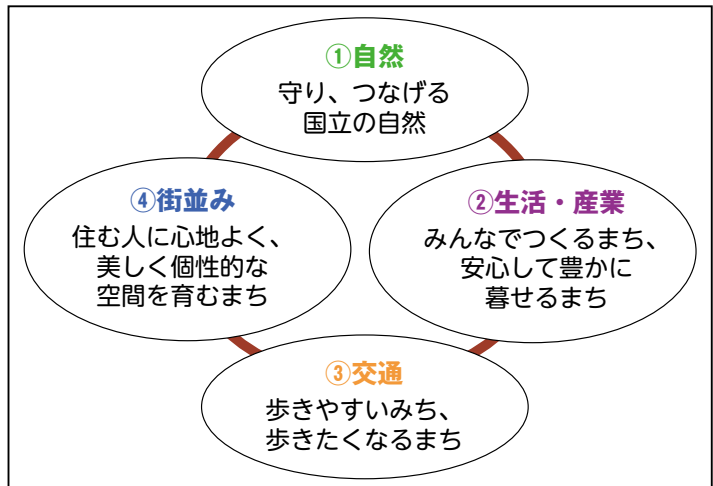 ①自然
守り、つなげる
国立の自然
④街並み
住む人に心地よく、
美しく個性的な
空間を育むまち
②生活・産業
みんなでつくるまち、
安心して豊かに
暮せるまち
③交通
歩きやすいみち、
歩きたくなるまち